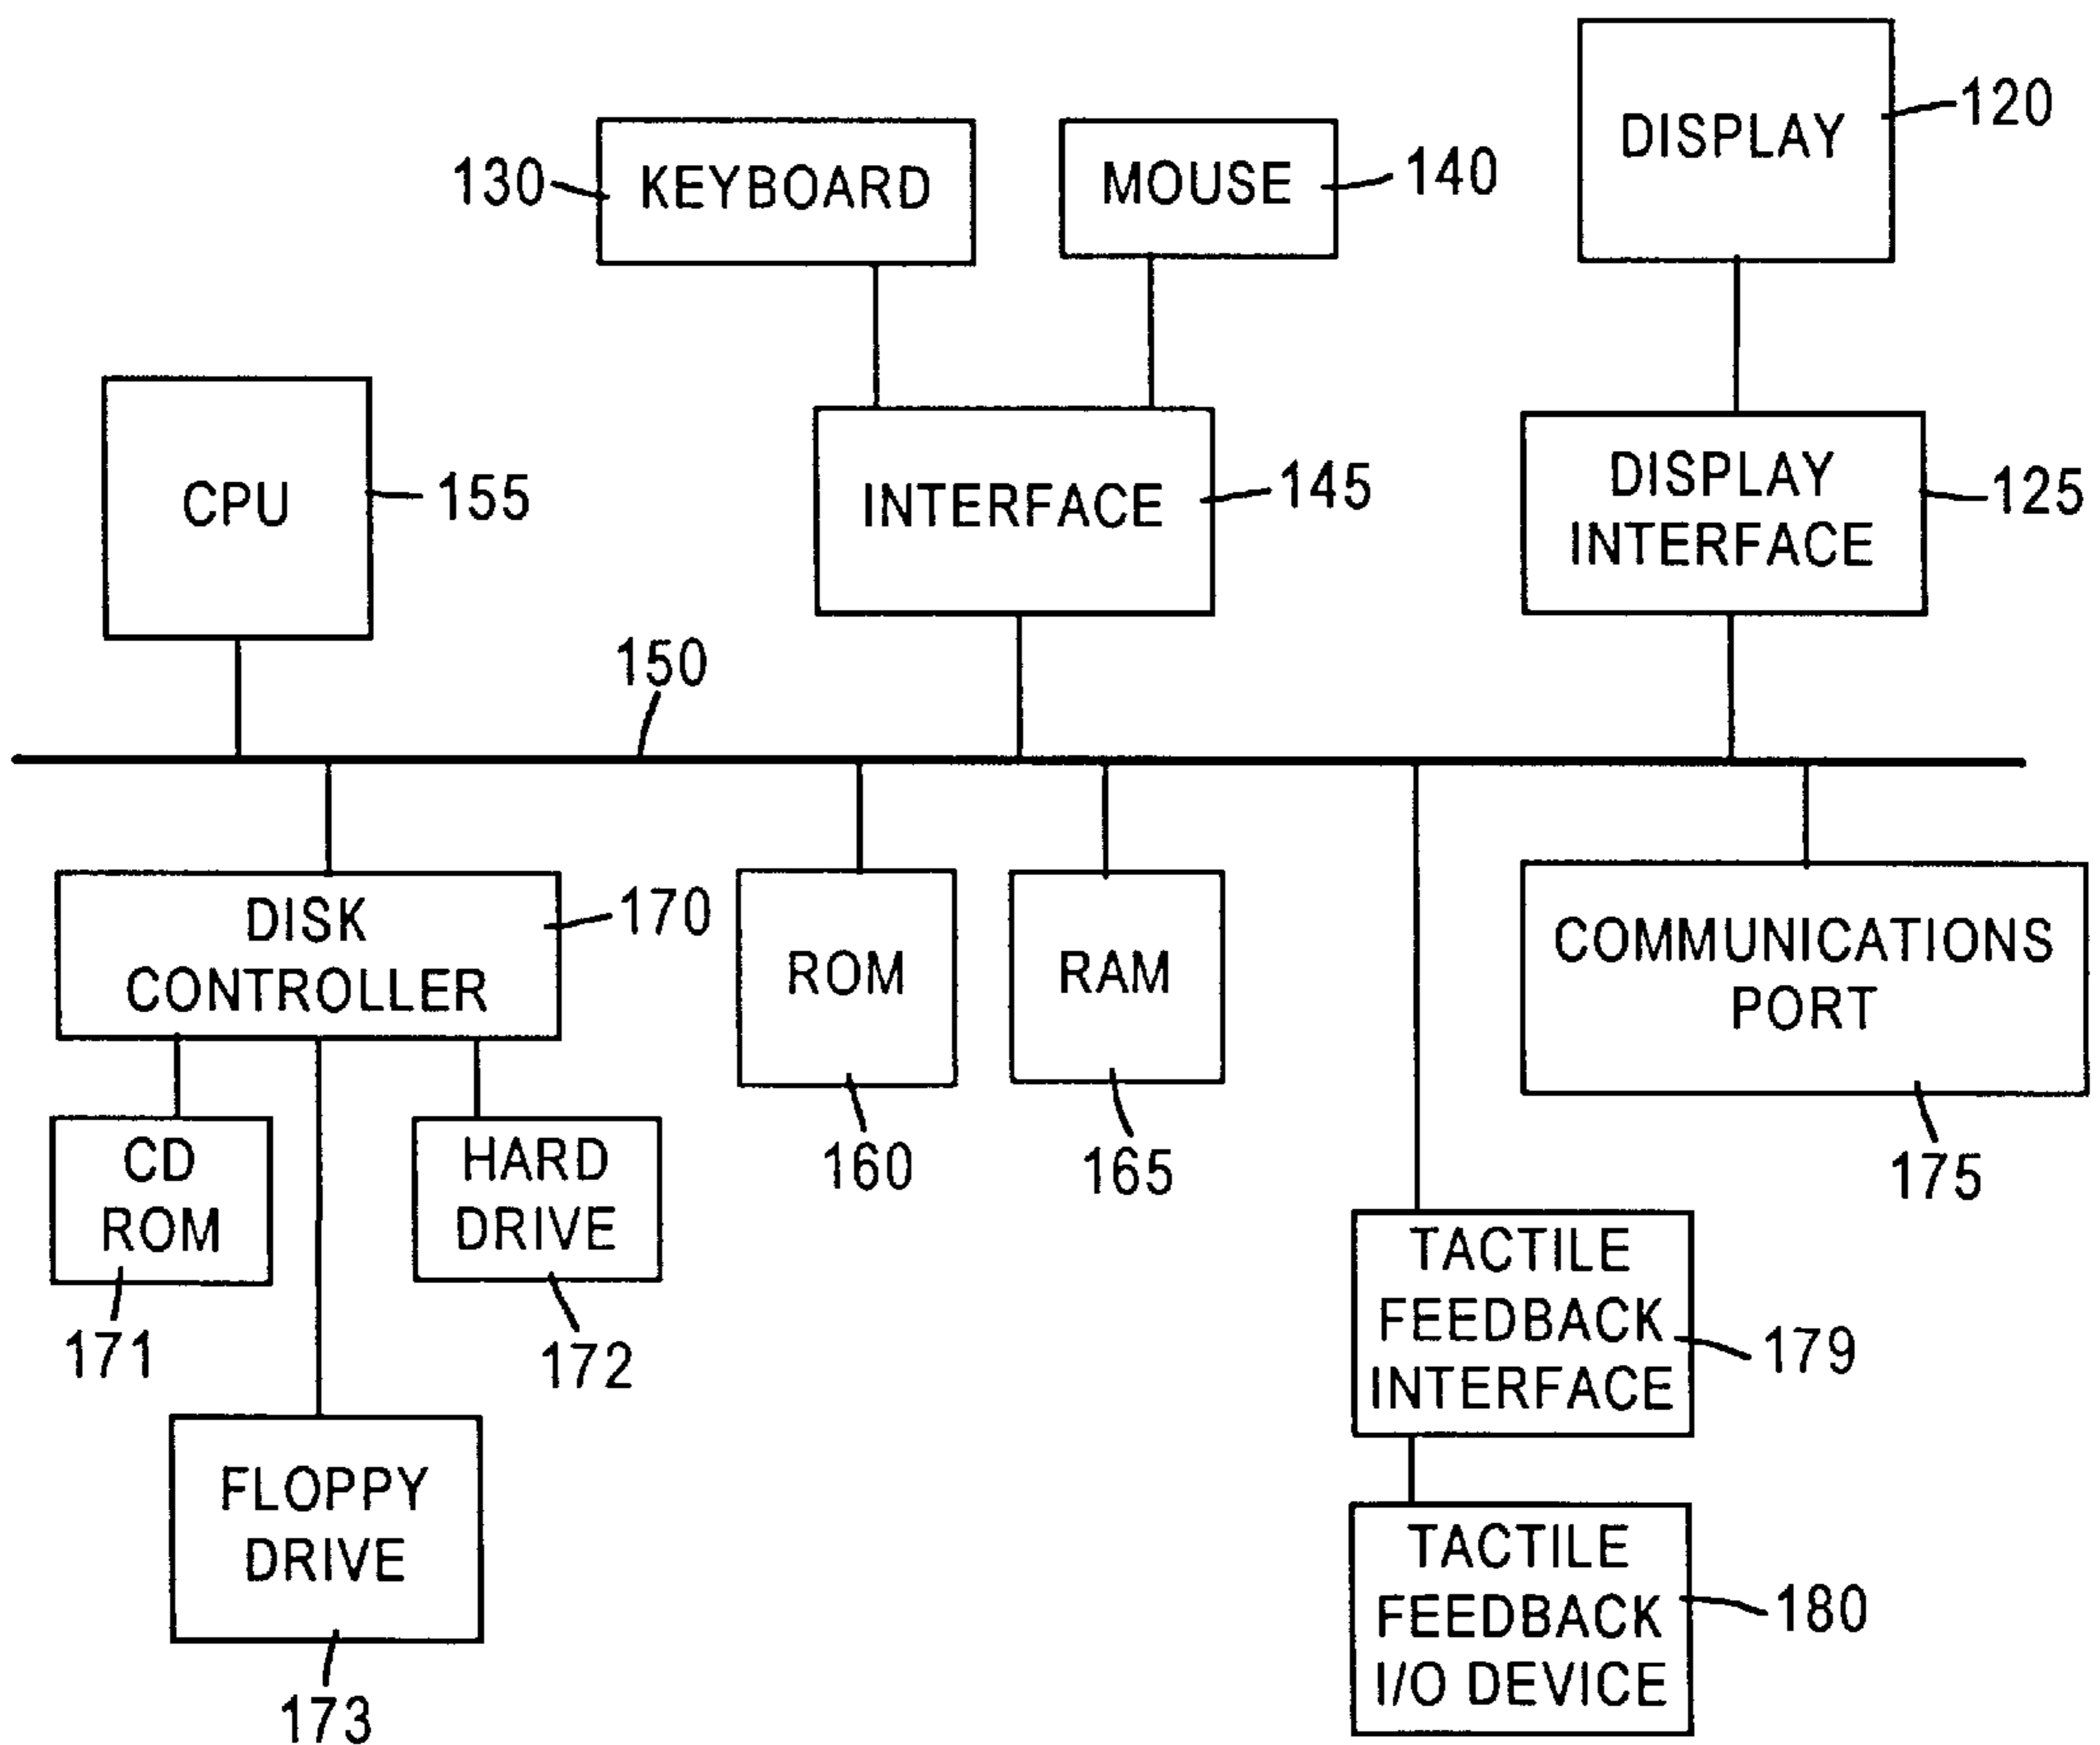 DISPLAY
120
KEYBOARD
130
MOUSE
140
CPU
155
INTERFACE
145
DISPLAY
INTERFACE
125
150
DISK
CONTROLLER
170
ROM
160
RAM
165
COMMUNICATIONS
PORT
175
CD
ROM
171
HARD
DRIVE
172
FLOPPY
DRIVE
173
TACTILE
FEEDBACK
INTERFACE
179
TACTILE
FEEDBACK
I/O DEVICE
180